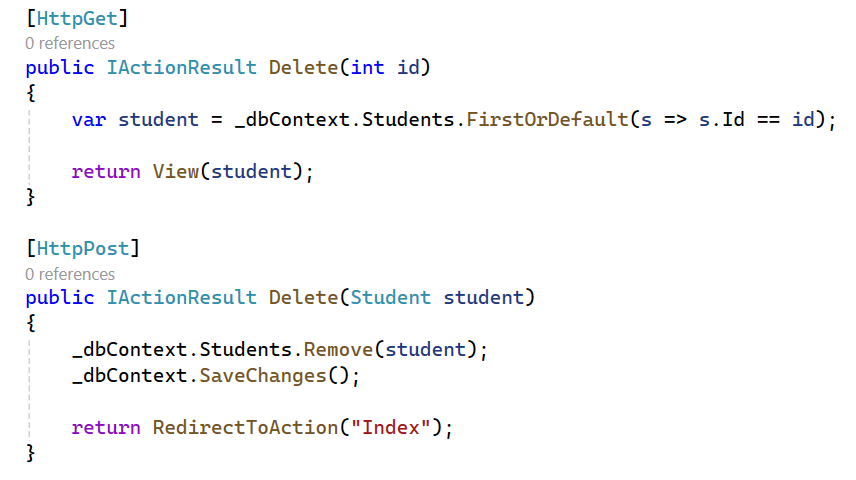 [HttpGet]
0 references
public IActionResult Delete(int id)
{
var student = _dbContext.Students.FirstOrDefault(s => s.Id == id);
return View(student);
}
[HttpPost]
0 references
public IActionResult Delete(Student student)
{
_dbContext.Students.Remove(student);
_dbContext.SaveChanges();
return RedirectToAction("Index");
}